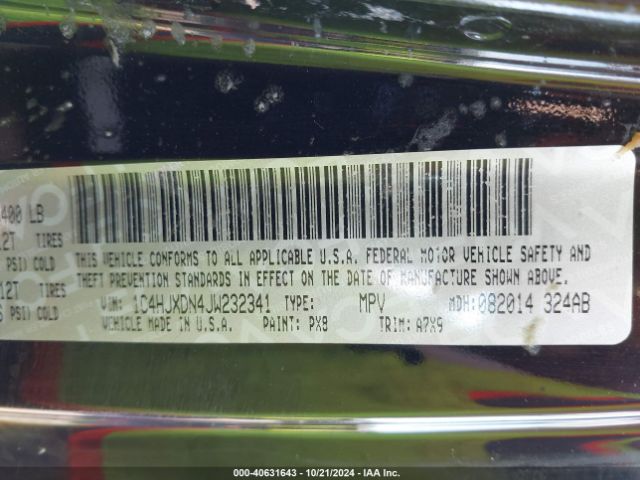 400 LB
12T TIRES
PSI) COLD
12T TIRES
PSI) COLD
THIS VEHICLE CONFORMS TO ALL APPLICABLE U.S.A. FEDERAL MOTOR VEHICLE SAFETY AND
THEFT PREVENTION STANDARDS IN EFFECT ON THE DATE OF MANUFACTURE SHOWN ABOVE.
VIN: 1C4HJXDN4JW232341 TYPE: MPV MDH: 082014 324AB
VEHICLE MADE IN U.S.A. PAINT: PX8 TRIM: A7X9
000-40631643 - 10/21/2024 - IAA Inc.